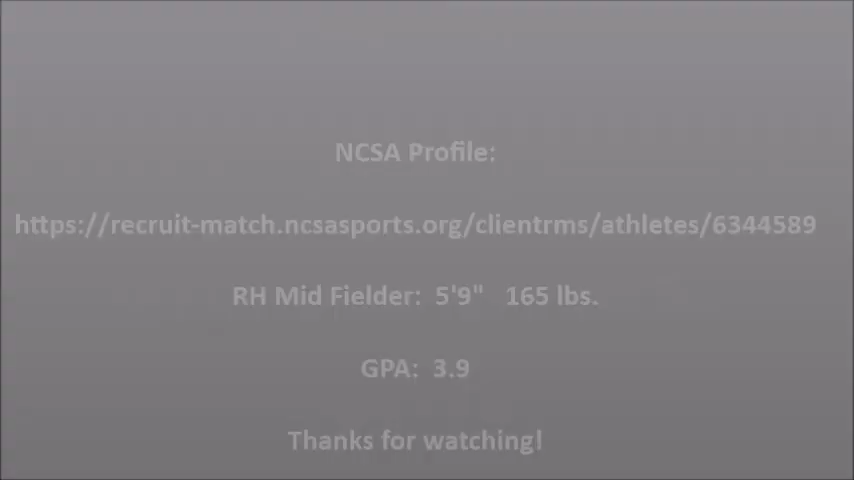 NCSA Profile:
https://recruit-match.ncsasports.org/clientrms/athletes/6344589
RH Mid Fielder:  5'9"   165 lbs.
GPA:  3.9
Thanks for watching!